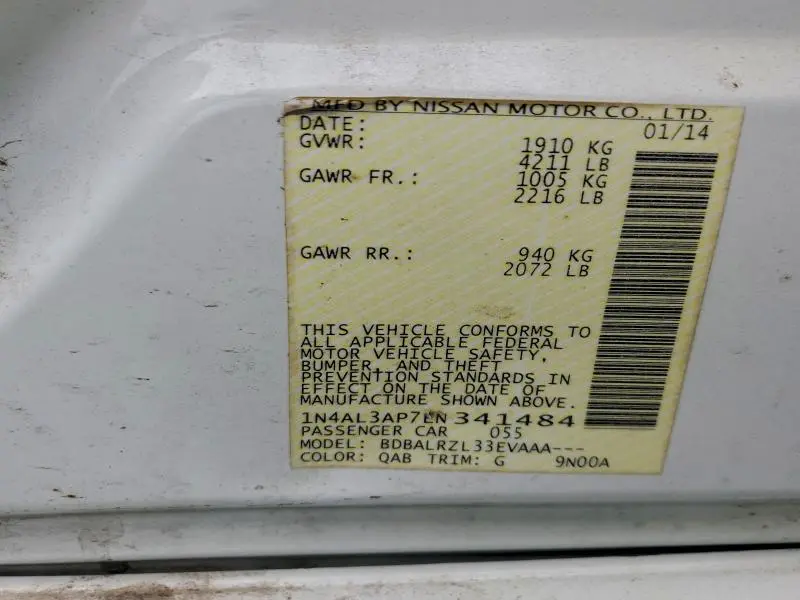 MFD BY NISSAN MOTOR CO., LTD.
DATE: 01/14
GVWR: 1910 KG
4211 LB
GAWR FR.: 1005 KG
2216 LB
GAWR RR.: 940 KG
2072 LB
THIS VEHICLE CONFORMS TO
ALL APPLICABLE FEDERAL
MOTOR VEHICLE SAFETY,
BUMPER, AND THEFT
PREVENTION STANDARDS IN
EFFECT ON THE DATE OF
MANUFACTURE SHOWN ABOVE.
1N4AL3AP7EN341484
PASSENGER CAR 055
MODEL: BDBALRZL33EVAAA---
COLOR: QAB TRIM: G 9N00A